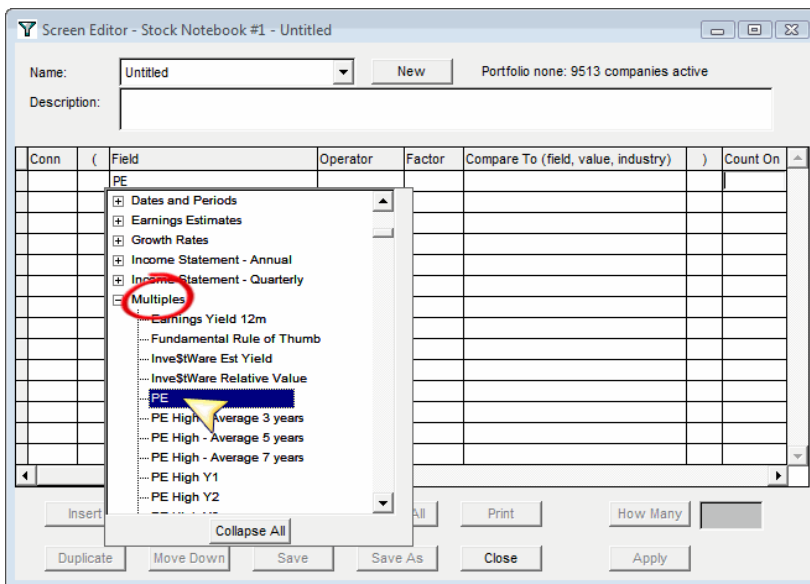 Screen Editor - Stock Notebook #1 - Untitled
Name: Untitled New Portfolio none: 9513 companies active
Description:
Conn ( Field Operator Factor Compare To (field, value, industry) ) Count On
PE
Dates and Periods
Earnings Estimates
Growth Rates
Income Statement - Annual
Income Statement - Quarterly
Multiples
Earnings Yield 12m
Fundamental Rule of Thumb
Inve$tWare Est Yield
Inve$tWare Relative Value
PE
PE High - Average 3 years
PE High - Average 5 years
PE High - Average 7 years
PE High Y1
PE High Y2
Insert All Print How Many
Collapse All
Duplicate Move Down Save Save As Close Apply